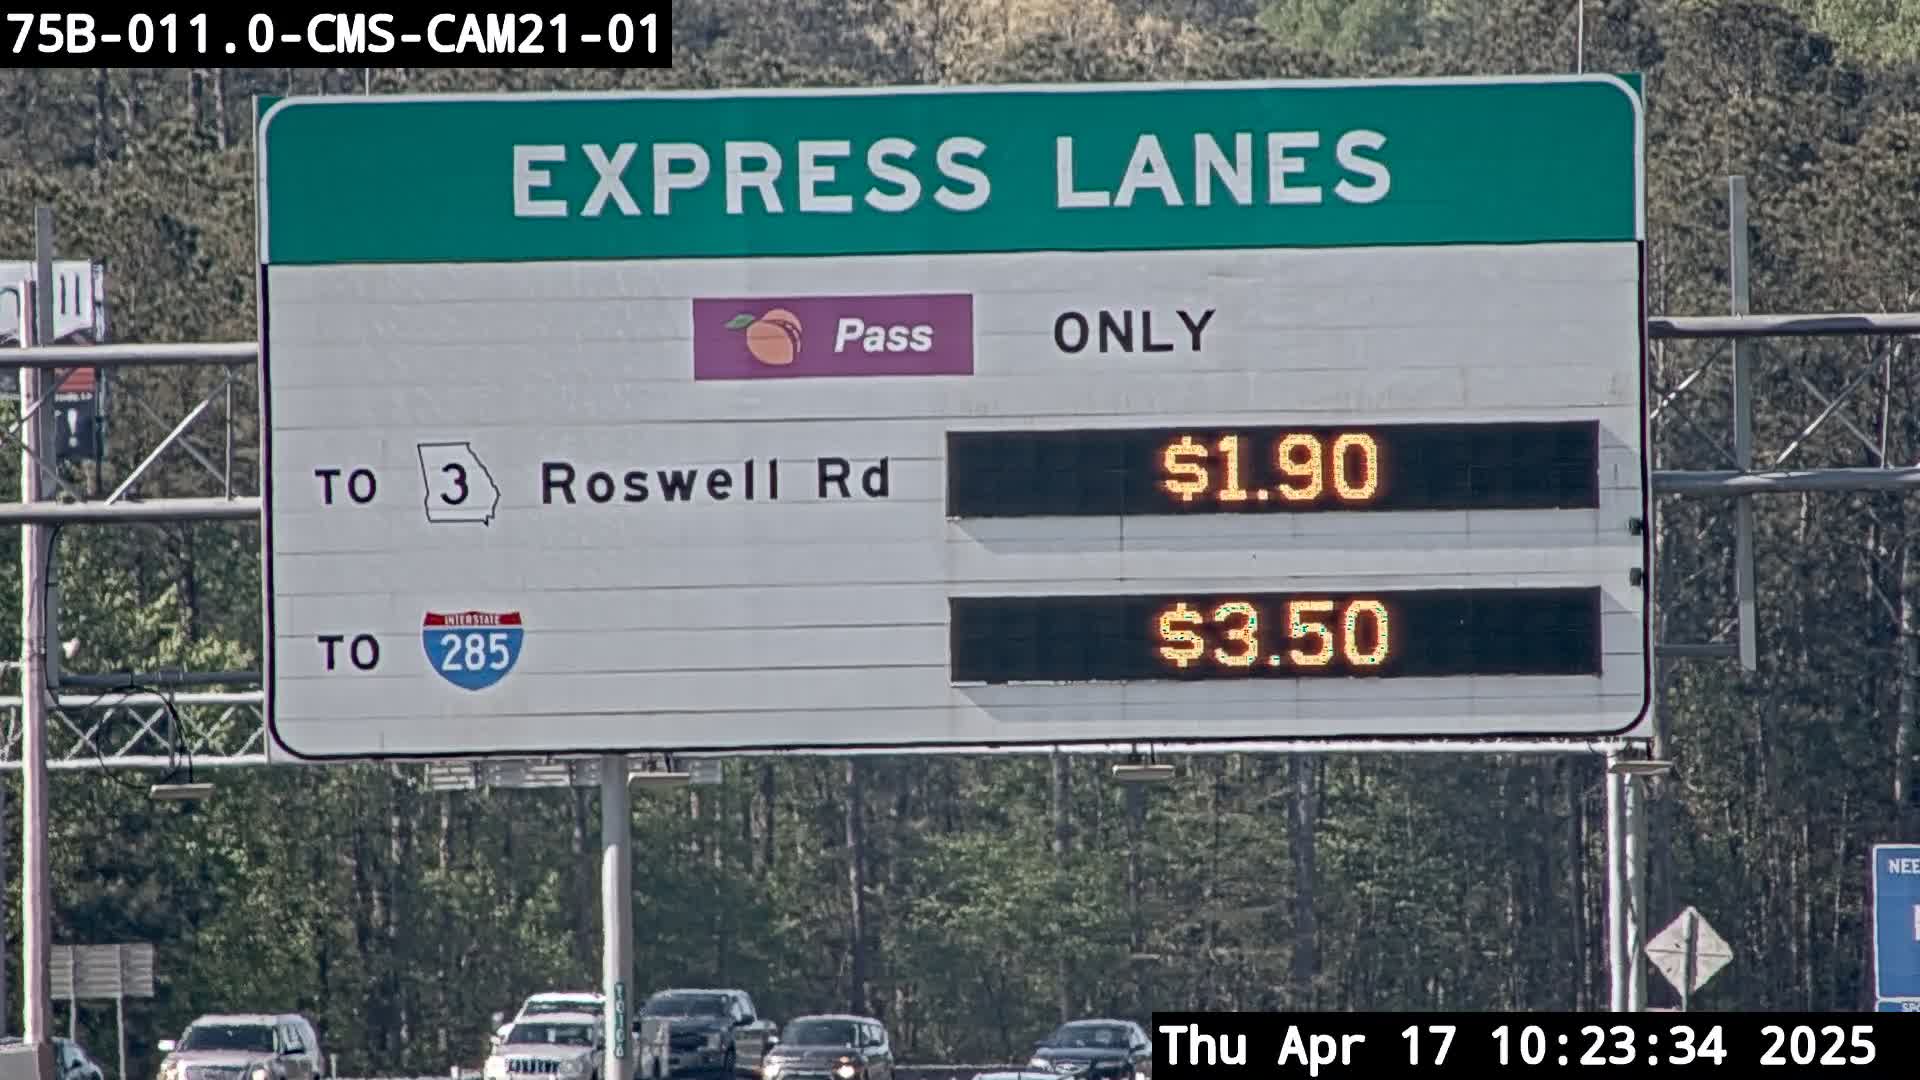 75B-011.0-CMS-CAM21-01
EXPRESS LANES
Pass ONLY
TO 3 Roswell Rd $1.90
INTERSTATE
TO 285 $3.50
Thu Apr 17 10:23:34 2025